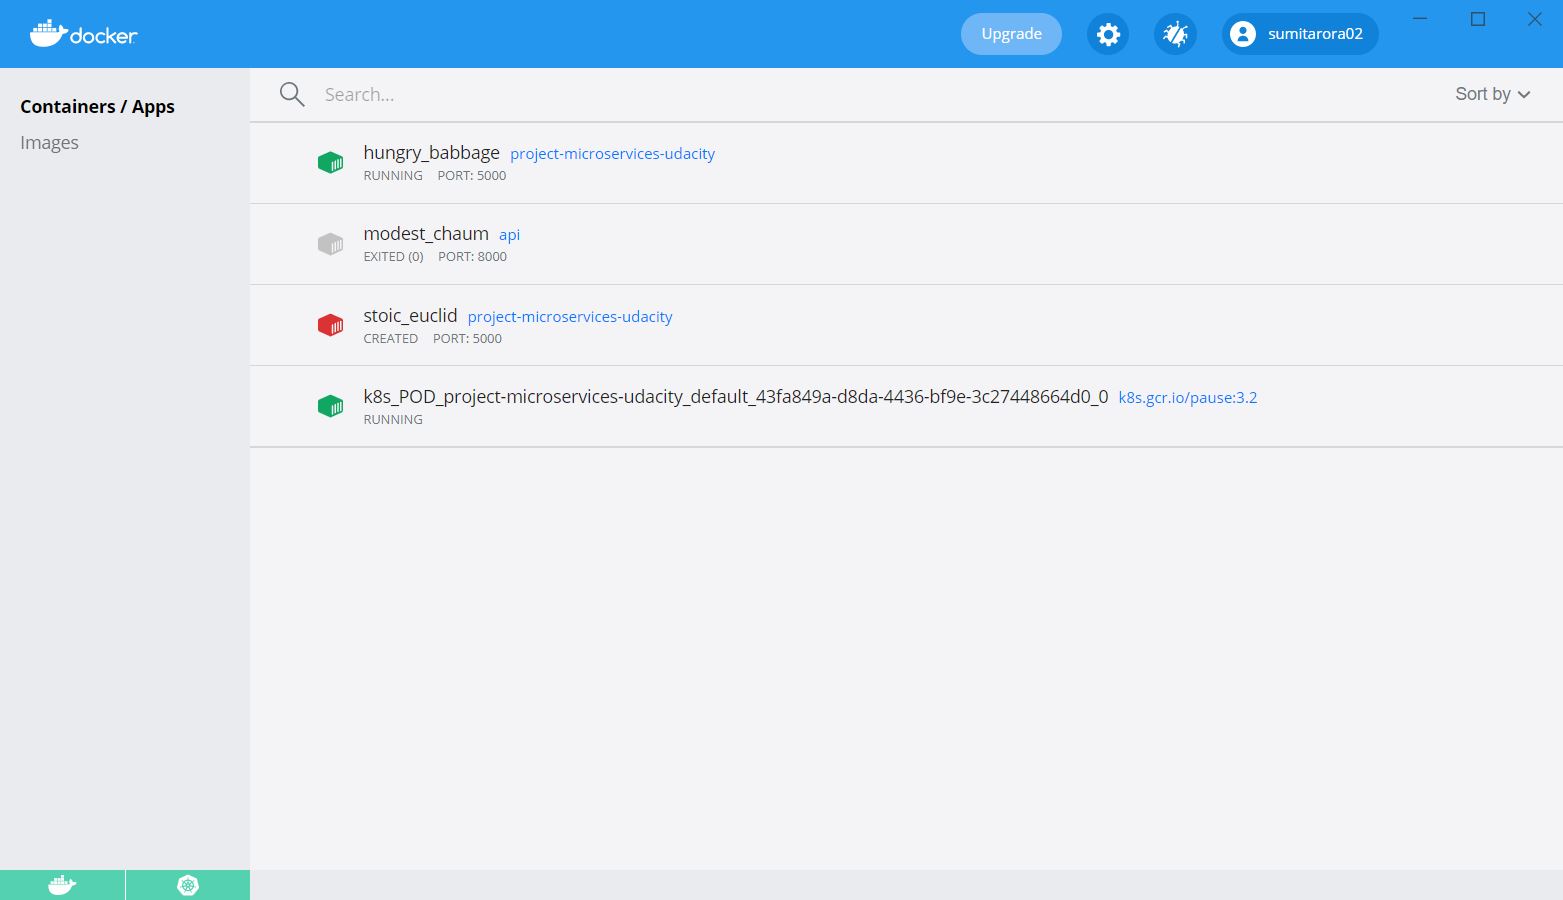 docker
Upgrade
sumitarora02
Containers / Apps
Images
Search...
Sort by
hungry_babbage project-microservices-udacity
RUNNING PORT: 5000
modest_chaum api
EXITED (0) PORT: 8000
stoic_euclid project-microservices-udacity
CREATED PORT: 5000
k8s_POD_project-microservices-udacity_default_43fa849a-d8da-4436-bf9e-3c27448664d0_0 k8s.gcr.io/pause:3.2
RUNNING